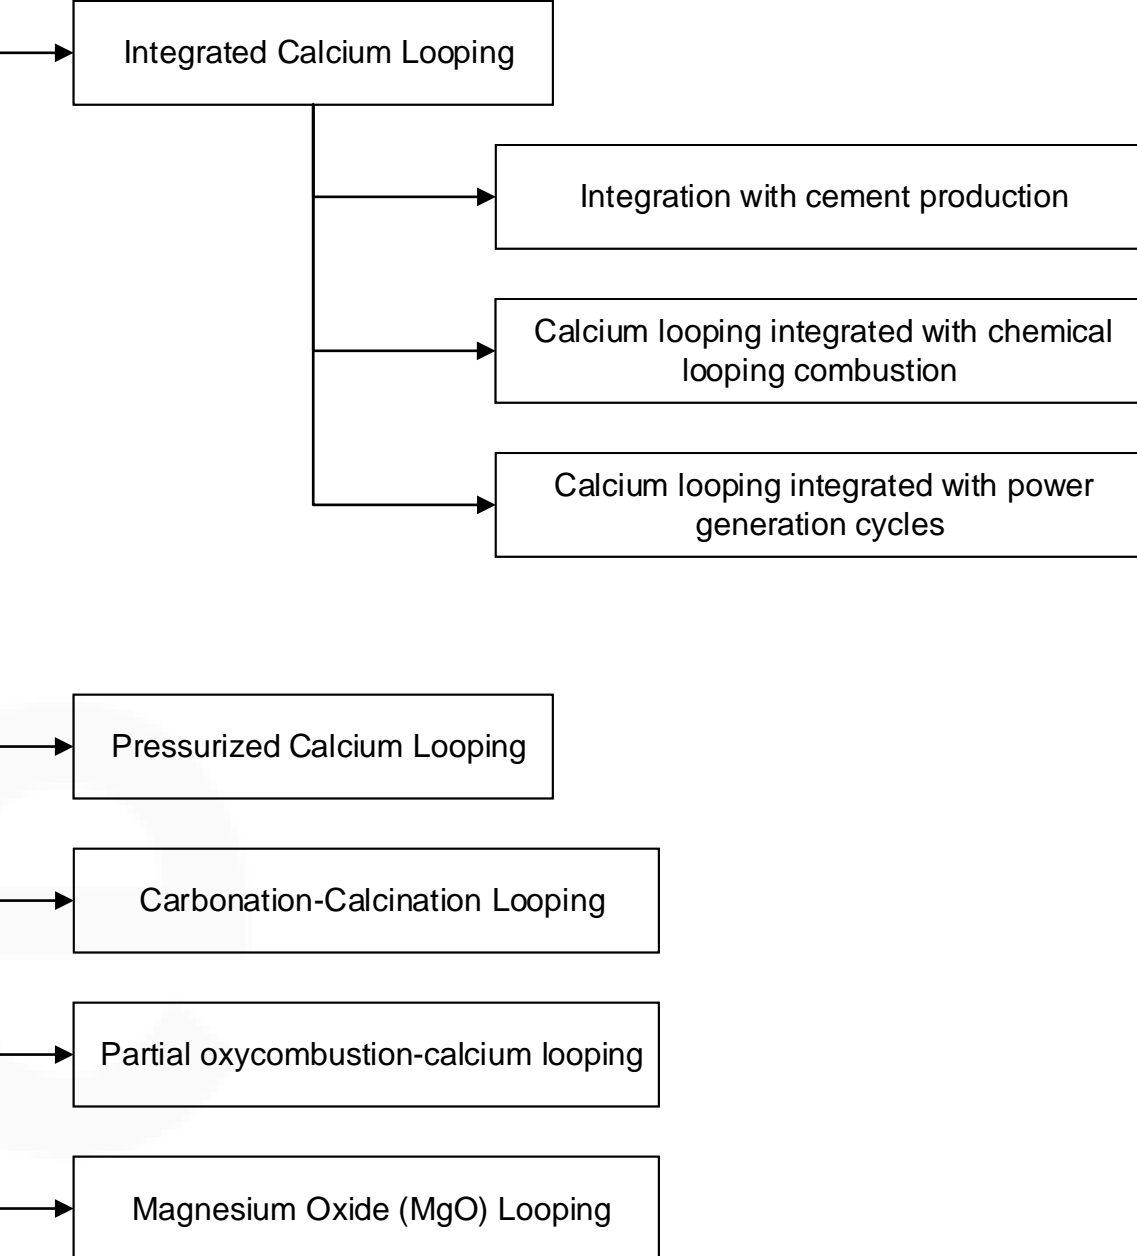 Integrated Calcium Looping
Integration with cement production
Calcium looping integrated with chemical
looping combustion
Calcium looping integrated with power
generation cycles
Pressurized Calcium Looping
Carbonation-Calcination Looping
Partial oxycombustion-calcium looping
Magnesium Oxide (MgO) Looping